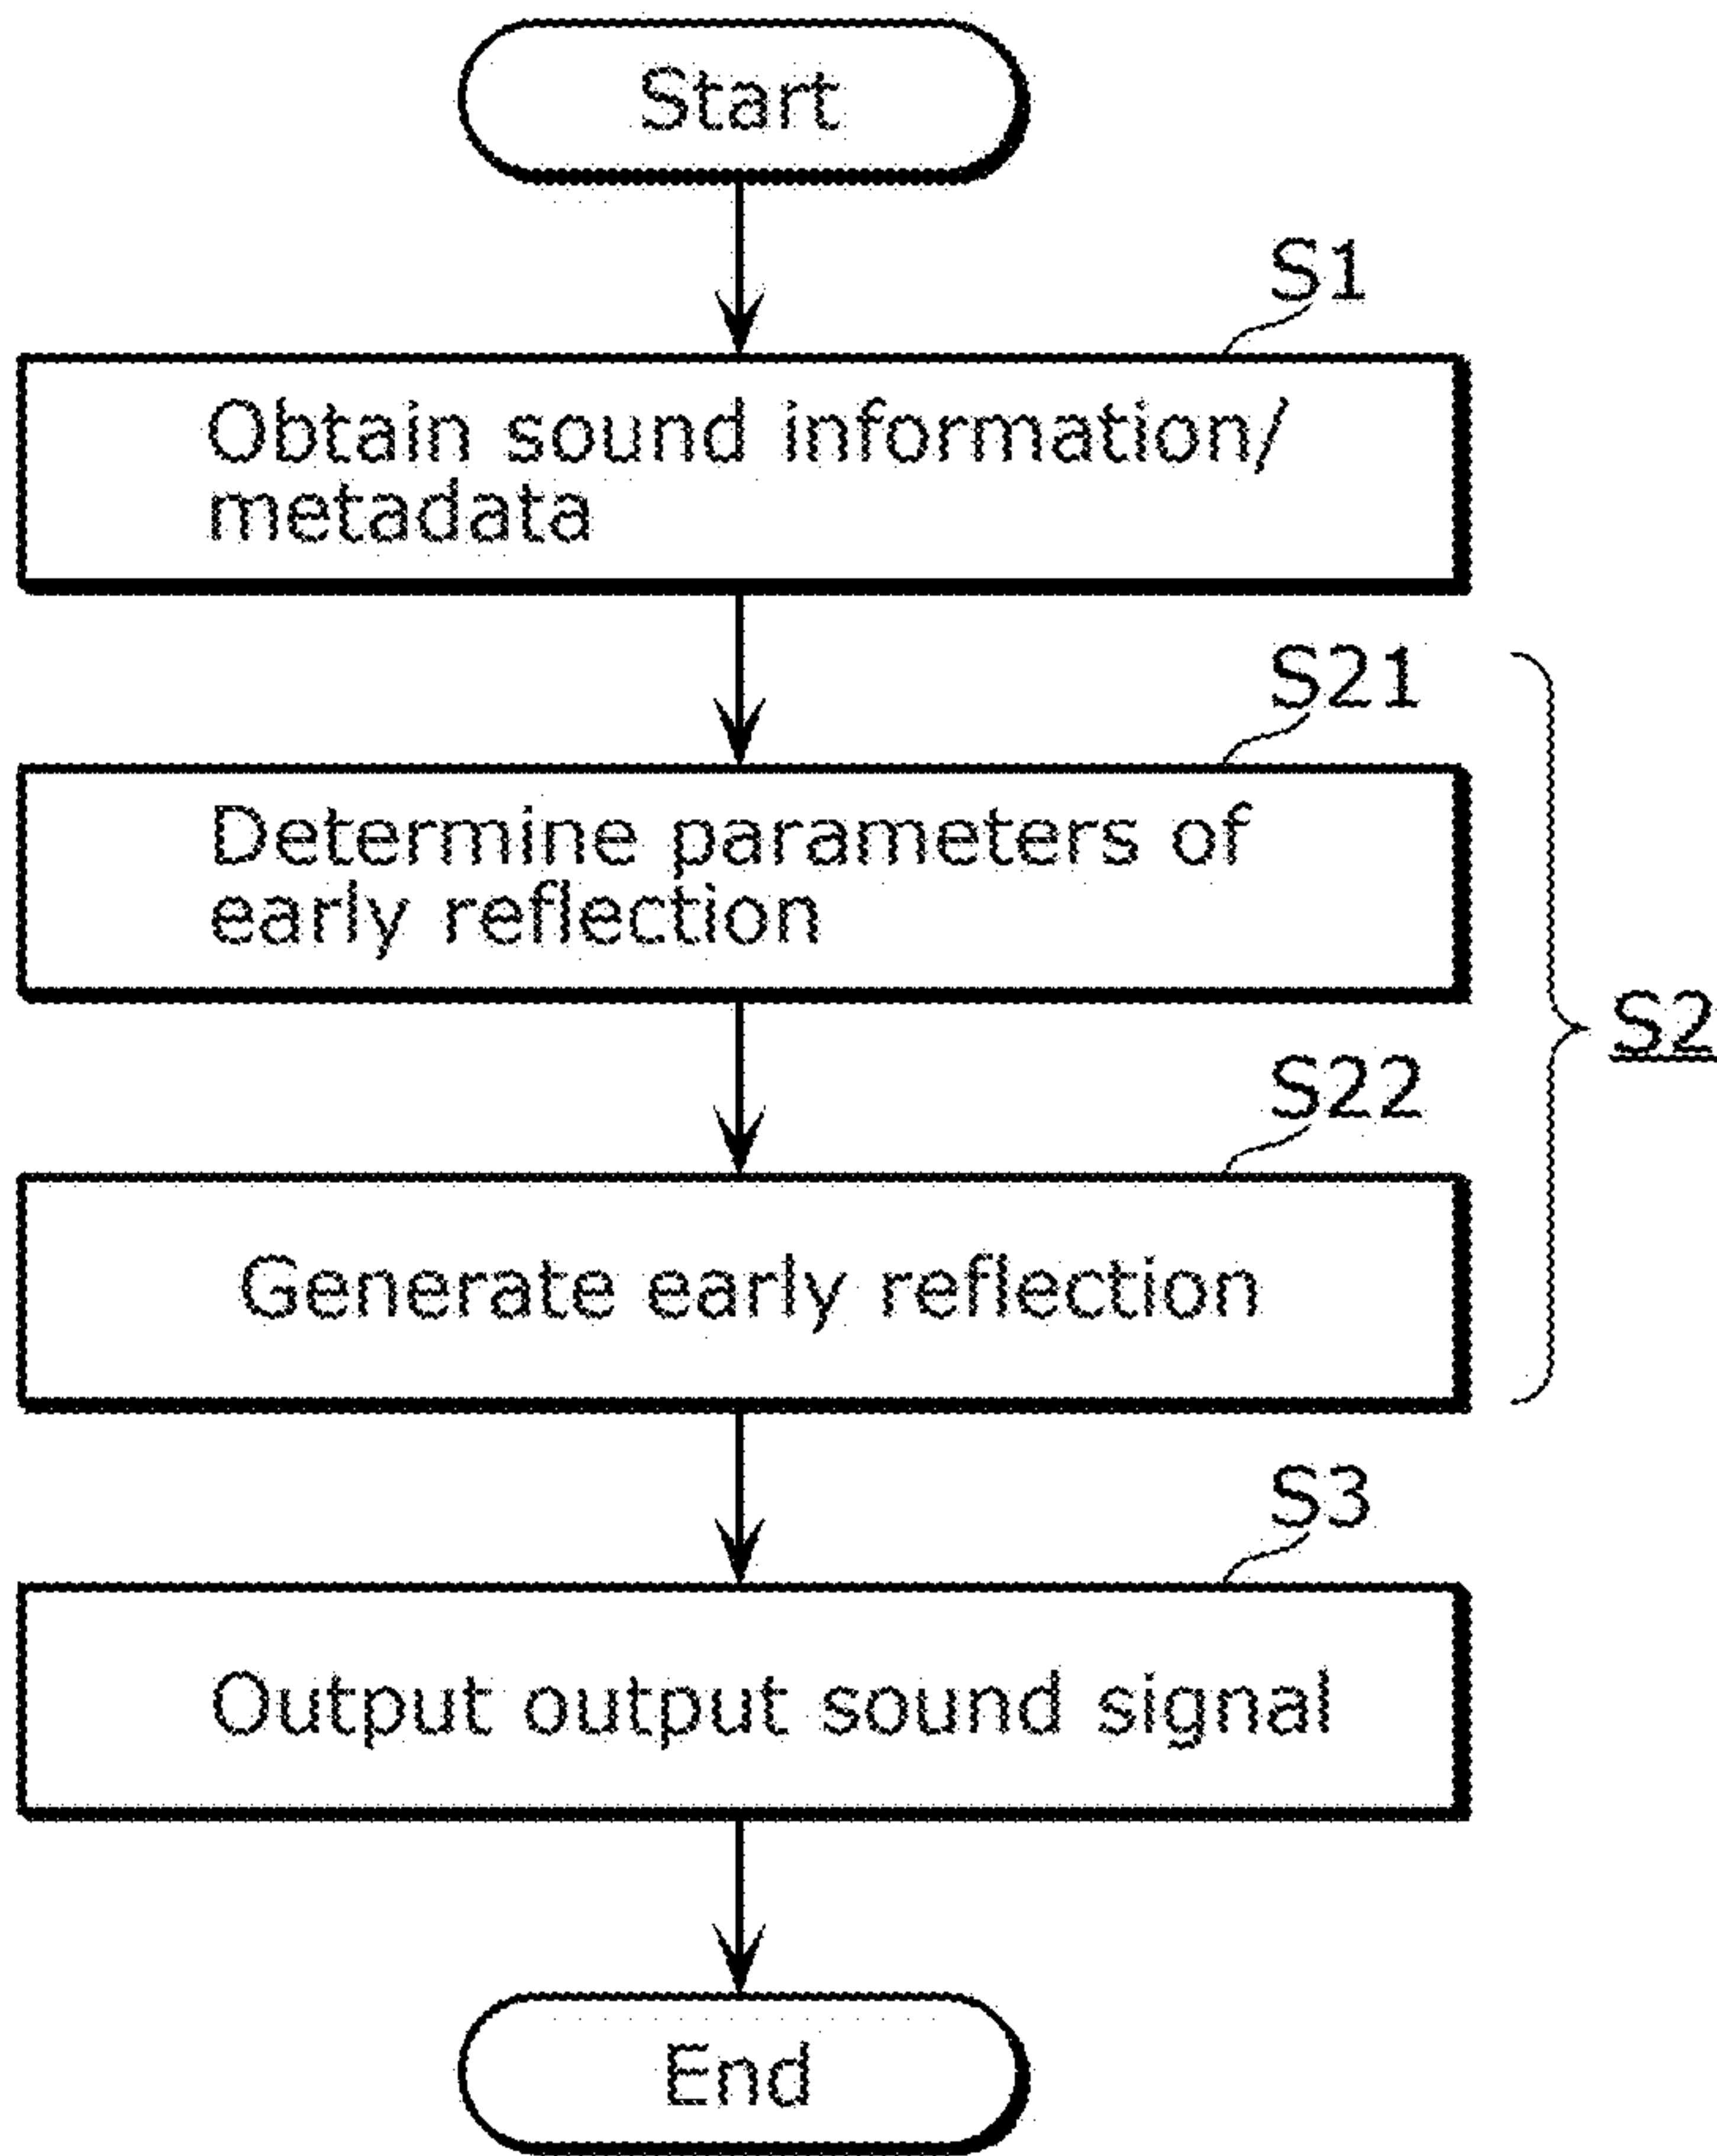 Start
S1
Obtain sound information/
metadata
S21
Determine parameters of
early reflection
S2
S22
Generate early reflection
S3
Output output sound signal
End